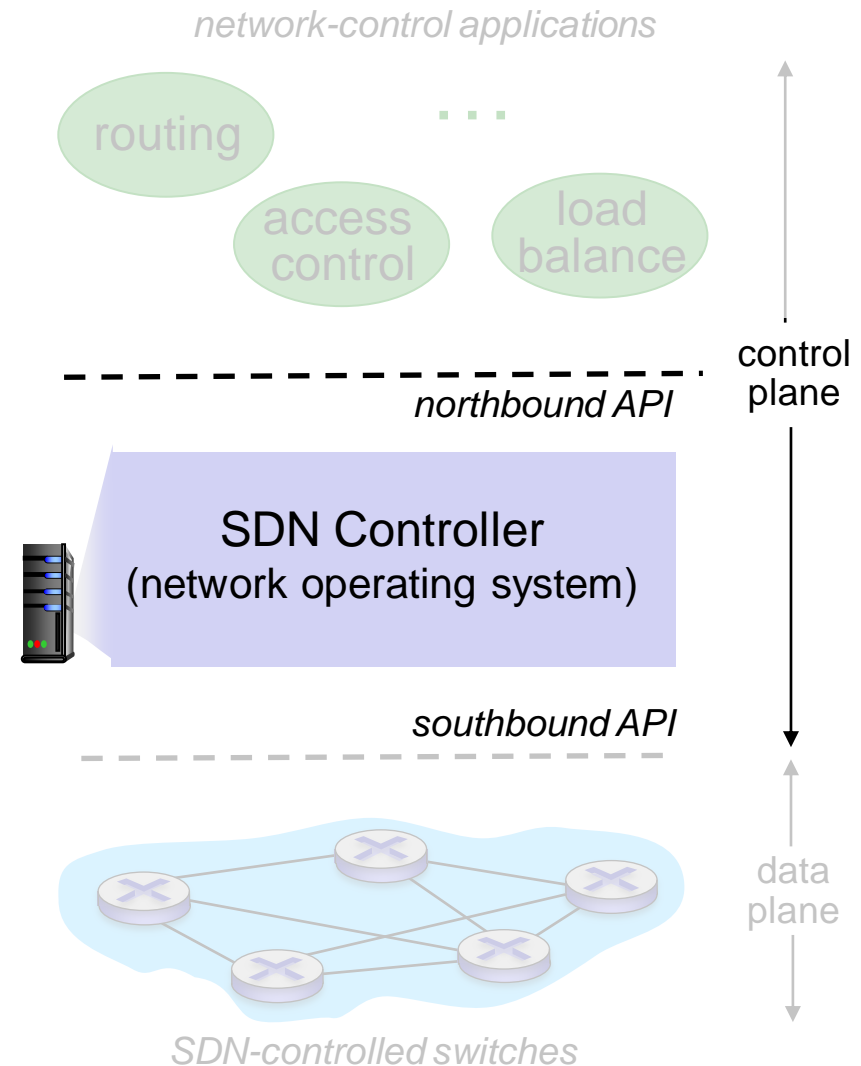 network-control applications
routing
. . .
access
control
load
balance
control
plane
northbound API
SDN Controller
(network operating system)
southbound API
data
plane
SDN-controlled switches